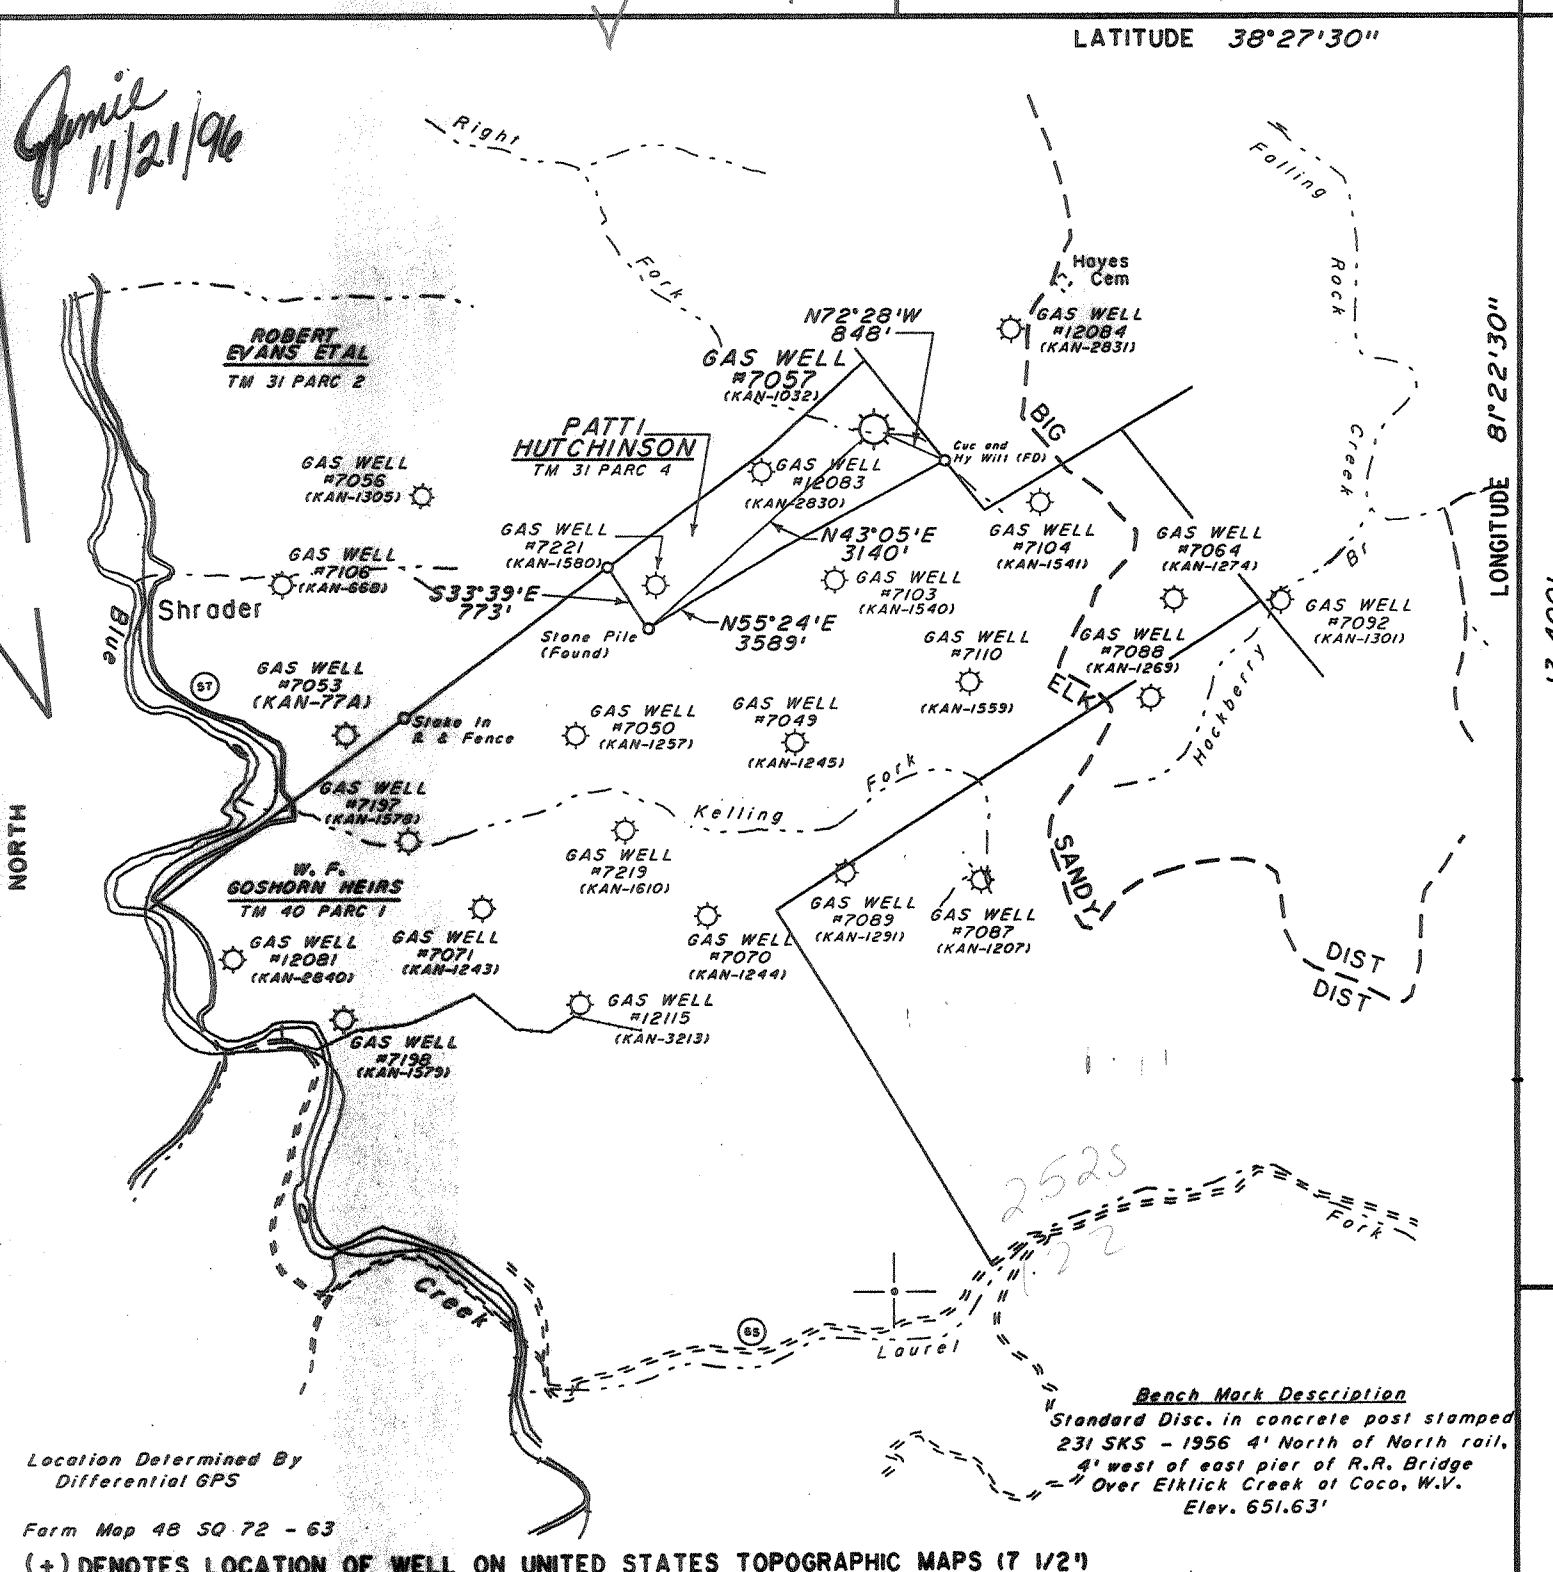 LATITUDE 38°27'30"
Jamie
11/21/96
Right
Fork
Falling
Rock
Creek
Hayes
Cem
GAS WELL
#12084
(KAN-2831)
N72°28'W
848'
ROBERT
EVANS ETAL
TM 31 PARC 2
GAS WELL
#7057
(KAN-1032)
LONGITUDE 81°22'30"
PATTI
HUTCHINSON
TM 31 PARC 4
BIG
Cuc and
Hy Witt (FD)
GAS WELL
#7056
(KAN-1305)
GAS WELL
#12083
(KAN-2830)
GAS WELL
#7221
(KAN-1580)
N43°05'E
3140'
GAS WELL
#7104
(KAN-1541)
GAS WELL
#7064
(KAN-1274)
Br
GAS WELL
#7106
(KAN-668)
S33°39'E
773'
GAS WELL
#7103
(KAN-1540)
GAS WELL
#7092
(KAN-1301)
Shrader
Blue
Stone Pile
(Found)
N55°24'E
3589'
GAS WELL
#7110
(KAN-1559)
GAS WELL
#7088
(KAN-1269)
ELK
Hackberry
57
GAS WELL
#7053
(KAN-77A)
Stake In
& Fence
GAS WELL
#7050
(KAN-1257)
GAS WELL
#7049
(KAN-1245)
Kelling
Fork
GAS WELL
#7197
(KAN-1578)
NORTH
SANDY
GAS WELL
#7219
(KAN-1610)
W. F.
GOSHORN HEIRS
TM 40 PARC 1
GAS WELL
#7089
(KAN-1291)
GAS WELL
#7087
(KAN-1207)
GAS WELL
#12081
(KAN-2840)
GAS WELL
#7071
(KAN-1243)
GAS WELL
#7070
(KAN-1244)
DIST
DIST
GAS WELL
#12115
(KAN-3213)
GAS WELL
#7198
(KAN-1579)
2525
1.22
Fork
Creek
65
Laurel
Bench Mark Description
Standard Disc. in concrete post stamped
231 SKS - 1956 4' North of North rail,
4' west of east pier of R.R. Bridge
Over Elklick Creek at Coco, W.V.
Elev. 651.63'
Location Determined By
Differential GPS
Farm Map 48 SQ 72 - 63
(+) DENOTES LOCATION OF WELL ON UNITED STATES TOPOGRAPHIC MAPS (7 1/2')